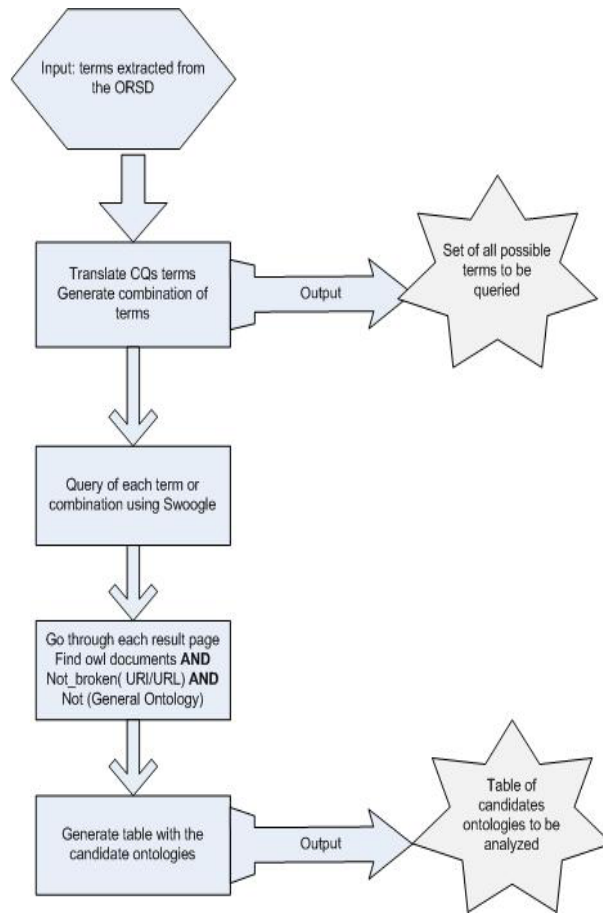 Input: terms extracted from
the ORSD
Translate CQs terms
Generate combination of
terms
Output
Set of all possible
terms to be
queried
Query of each term or
combination using Swoogle
Go through each result page
Find owl documents AND
Not_broken( URI/URL) AND
Not (General Ontology)
Generate table with the
candidate ontologies
Output
Table of
candidates
ontologies to be
analyzed